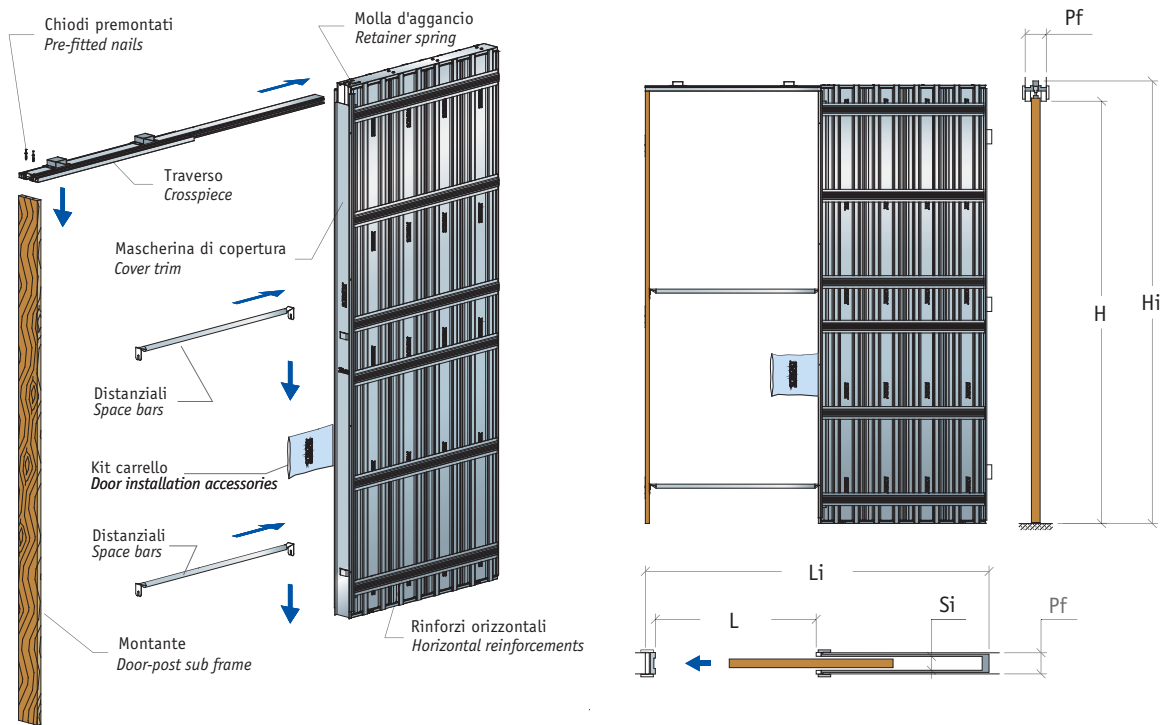 Chiodi premontati
Pre-fitted nails
Molla d'aggancio
Retainer spring
Traverso
Crosspiece
Mascherina di copertura
Cover trim
Distanziali
Space bars
Kit carrello
Door installation accessories
Distanziali
Space bars
Montante
Door-post sub frame
Rinforzi orizzontali
Horizontal reinforcements
Pf
H
Hi
Li
L
Si
Pf